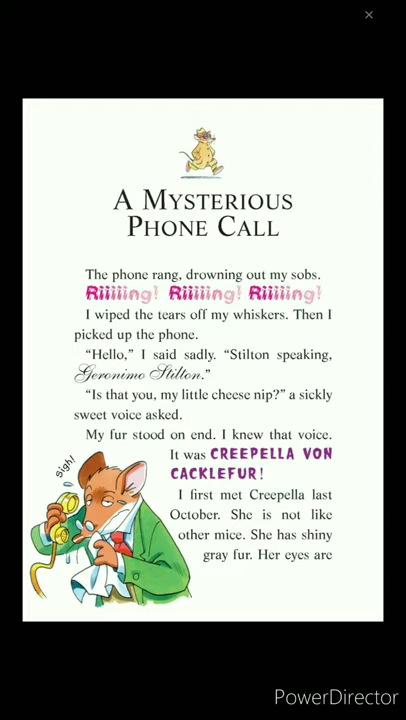 A Mysterious
Phone Call
The phone rang, drowning out my sobs.
Riiiiing! Riiiiing! Riiiiing!
I wiped the tears off my whiskers. Then I
picked up the phone.
“Hello,” I said sadly. “Stilton speaking,
Geronimo Stilton.”
“Is that you, my little cheese nip?” a sickly
sweet voice asked.
My fur stood on end. I knew that voice.
It was CREEPELLA VON
CACKLEFUR!
Sigh!
I first met Creepella last
October. She is not like
other mice. She has shiny
gray fur. Her eyes are
PowerDirector